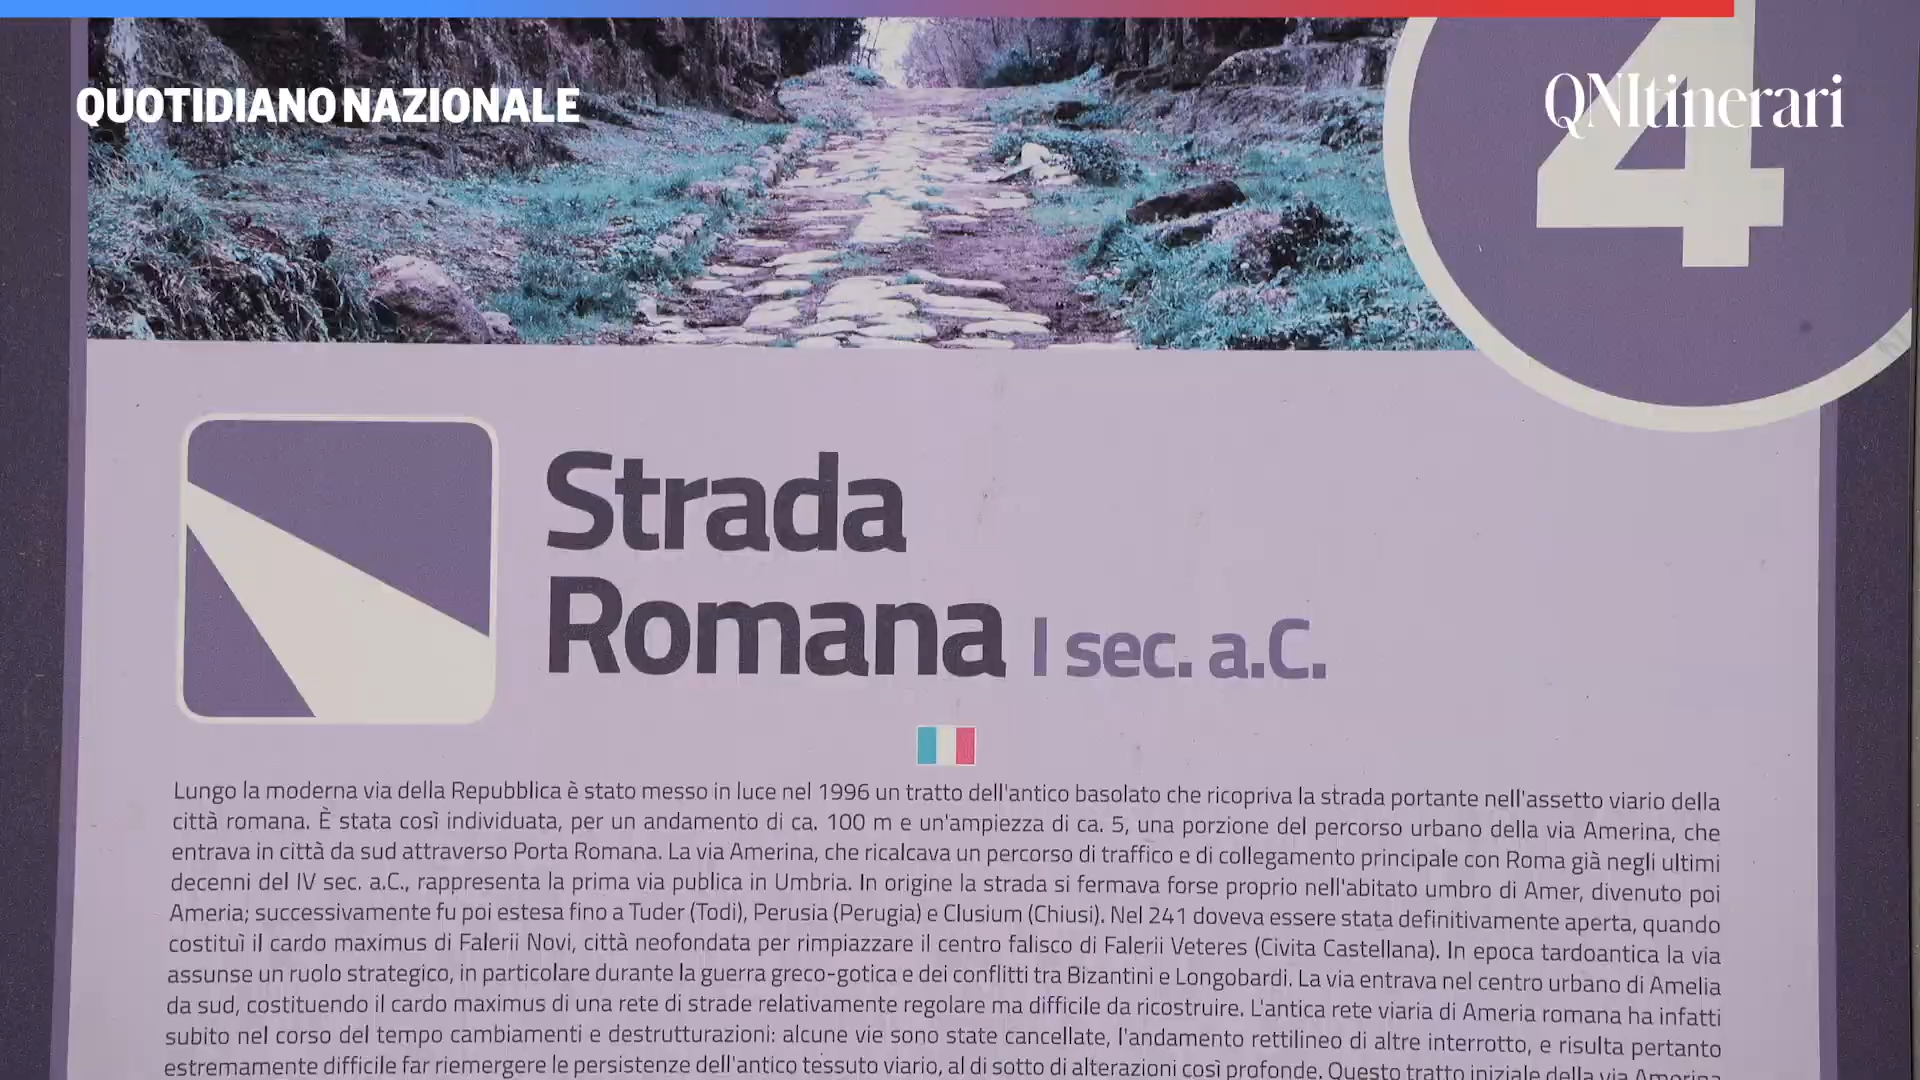 QUOTIDIANO NAZIONALE
QNItinerari
4
Strada
Romana I sec. a.C.
Lungo la moderna via della Repubblica è stato messo in luce nel 1996 un tratto dell'antico basolato che ricopriva la strada portante nell'assetto viario della
città romana. È stata così individuata, per un andamento di ca. 100 m e un'ampiezza di ca. 5, una porzione del percorso urbano della via Amerina, che
entrava in città da sud attraverso Porta Romana. La via Amerina, che ricalcava un percorso di traffico e di collegamento principale con Roma già negli ultimi
decenni del IV sec. a.C., rappresenta la prima via publica in Umbria. In origine la strada si fermava forse proprio nell'abitato umbro di Amer, divenuto poi
Ameria; successivamente fu poi estesa fino a Tuder (Todi), Perusia (Perugia) e Clusium (Chiusi). Nel 241 doveva essere stata definitivamente aperta, quando
costituì il cardo maximus di Falerii Novi, città neofondata per rimpiazzare il centro falisco di Falerii Veteres (Civita Castellana). In epoca tardoantica la via
assunse un ruolo strategico, in particolare durante la guerra greco-gotica e dei conflitti tra Bizantini e Longobardi. La via entrava nel centro urbano di Amelia
da sud, costituendo il cardo maximus di una rete di strade relativamente regolare ma difficile da ricostruire. L'antica rete viaria di Ameria romana ha infatti
subito nel corso del tempo cambiamenti e destrutturazioni: alcune vie sono state cancellate, l'andamento rettilineo di altre interrotto, e risulta pertanto
estremamente difficile far riemergere le persistenze dell'antico tessuto viario, al di sotto di alterazioni così profonde. Questo tratto iniziale della via Amerina